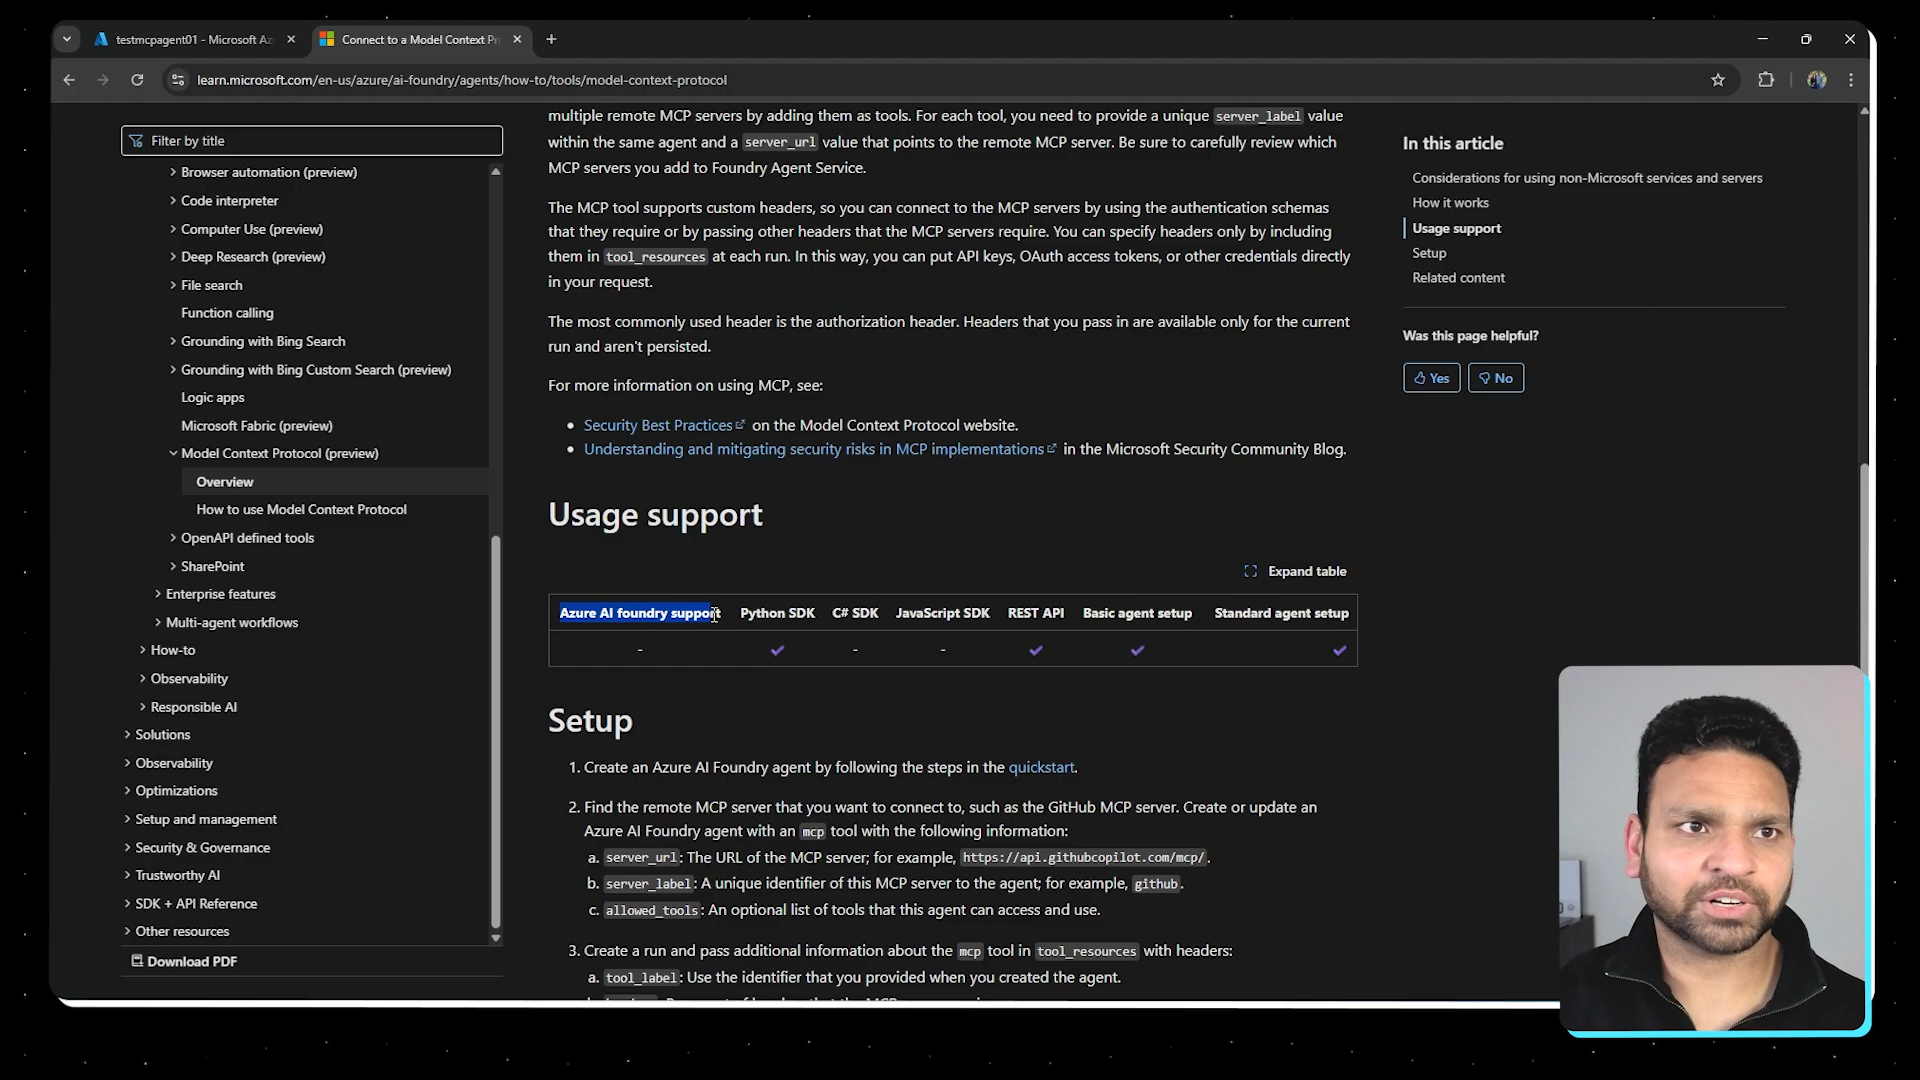 testmcpagent01 - Microsoft Az
Connect to a Model Context Pr
learn.microsoft.com/en-us/azure/ai-foundry/agents/how-to/tools/model-context-protocol
Filter by title
Browser automation (preview)
Code interpreter
Computer Use (preview)
Deep Research (preview)
File search
Function calling
Grounding with Bing Search
Grounding with Bing Custom Search (preview)
Logic apps
Microsoft Fabric (preview)
Model Context Protocol (preview)
Overview
How to use Model Context Protocol
OpenAPI defined tools
SharePoint
Enterprise features
Multi-agent workflows
How-to
Observability
Responsible AI
Solutions
Observability
Optimizations
Setup and management
Security & Governance
Trustworthy AI
SDK + API Reference
Other resources
Download PDF
multiple remote MCP servers by adding them as tools. For each tool, you need to provide a unique server_label value
within the same agent and a server_url value that points to the remote MCP server. Be sure to carefully review which
MCP servers you add to Foundry Agent Service.
The MCP tool supports custom headers, so you can connect to the MCP servers by using the authentication schemas
that they require or by passing other headers that the MCP servers require. You can specify headers only by including
them in tool_resources at each run. In this way, you can put API keys, OAuth access tokens, or other credentials directly
in your request.
The most commonly used header is the authorization header. Headers that you pass in are available only for the current
run and aren't persisted.
For more information on using MCP, see:
• Security Best Practices on the Model Context Protocol website.
• Understanding and mitigating security risks in MCP implementations in the Microsoft Security Community Blog.
Usage support
Expand table
Azure AI foundry support Python SDK C# SDK JavaScript SDK REST API Basic agent setup Standard agent setup
- ✓ - - ✓ ✓ ✓
Setup
1. Create an Azure AI Foundry agent by following the steps in the quickstart.
2. Find the remote MCP server that you want to connect to, such as the GitHub MCP server. Create or update an
Azure AI Foundry agent with an mcp tool with the following information:
a. server_url: The URL of the MCP server; for example, https://api.githubcopilot.com/mcp/.
b. server_label: A unique identifier of this MCP server to the agent; for example, github.
c. allowed_tools: An optional list of tools that this agent can access and use.
3. Create a run and pass additional information about the mcp tool in tool_resources with headers:
a. tool_label: Use the identifier that you provided when you created the agent.
In this article
Considerations for using non-Microsoft services and servers
How it works
Usage support
Setup
Related content
Was this page helpful?
Yes
No